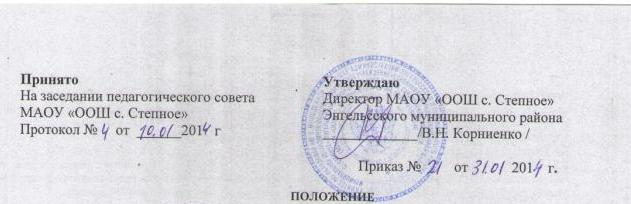 Принято
Утверждаю
На заседании педагогического совета
Директор МАОУ «ООШ с. Степное»
МАОУ «ООШ с. Степное»
Энгельсского муниципального района
Протокол № 4 от 10.01 2014 г
/В.Н. Корниенко /
Приказ № 21 от 31.01 2014 г.
ПОЛОЖЕНИЕ